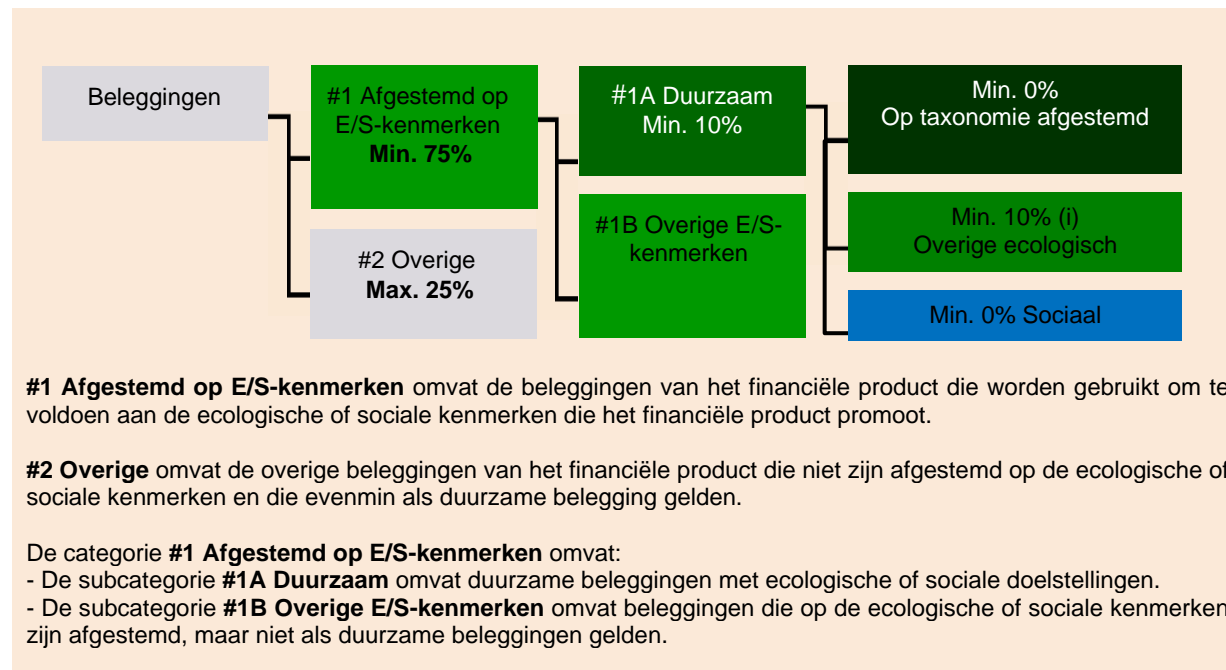 Beleggingen
#1 Afgestemd op
E/S-kenmerken
Min. 75%
#2 Overige
Max. 25%
#1A Duurzaam
Min. 10%
#1B Overige E/S-
kenmerken
Min. 0%
Op taxonomie afgestemd
Min. 10% (i)
Overige ecologisch
Min. 0% Sociaal
#1 Afgestemd op E/S-kenmerken omvat de beleggingen van het financiële product die worden gebruikt om te
voldoen aan de ecologische of sociale kenmerken die het financiële product promoot.
#2 Overige omvat de overige beleggingen van het financiële product die niet zijn afgestemd op de ecologische of
sociale kenmerken en die evenmin als duurzame belegging gelden.
De categorie #1 Afgestemd op E/S-kenmerken omvat:
- De subcategorie #1A Duurzaam omvat duurzame beleggingen met ecologische of sociale doelstellingen.
- De subcategorie #1B Overige E/S-kenmerken omvat beleggingen die op de ecologische of sociale kenmerken
zijn afgestemd, maar niet als duurzame beleggingen gelden.